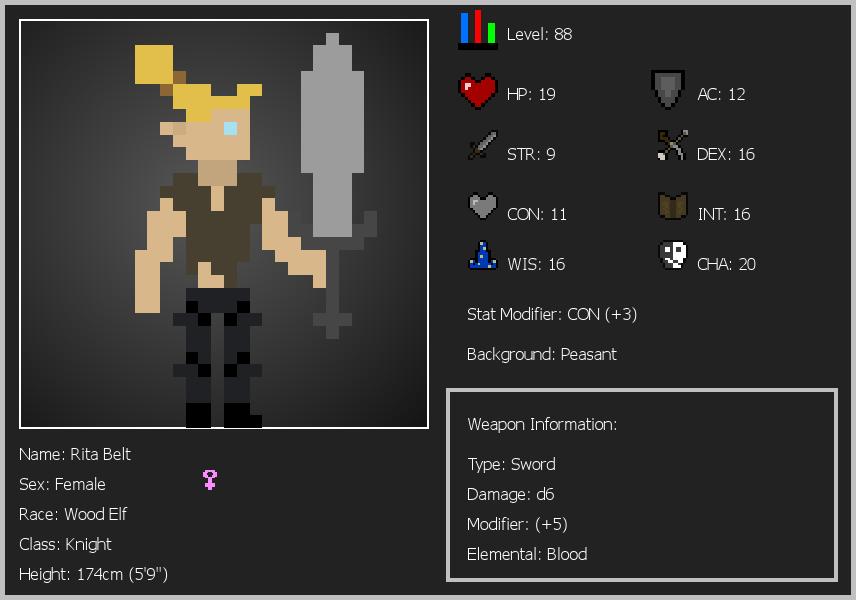 Level: 88
HP: 19
AC: 12
STR: 9
DEX: 16
CON: 11
INT: 16
WIS: 16
CHA: 20
Stat Modifier: CON (+3)
Background: Peasant
Weapon Information:
Type: Sword
Damage: d6
Modifier: (+5)
Elemental: Blood
Name: Rita Belt
Sex: Female
Race: Wood Elf
Class: Knight
Height: 174cm (5'9")